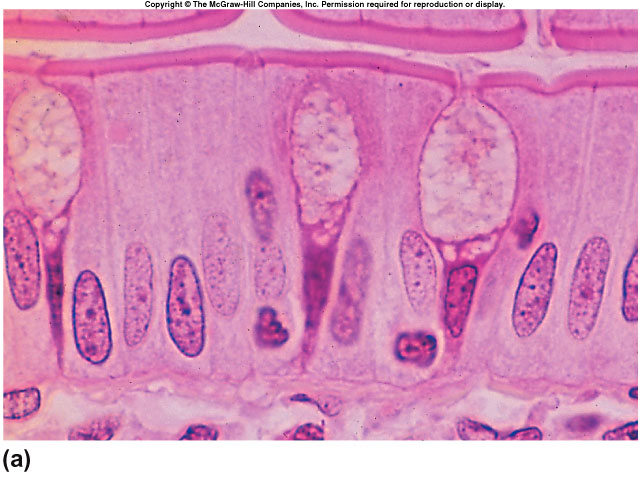 Copyright © The McGraw-Hill Companies, Inc. Permission required for reproduction or display.
(a)